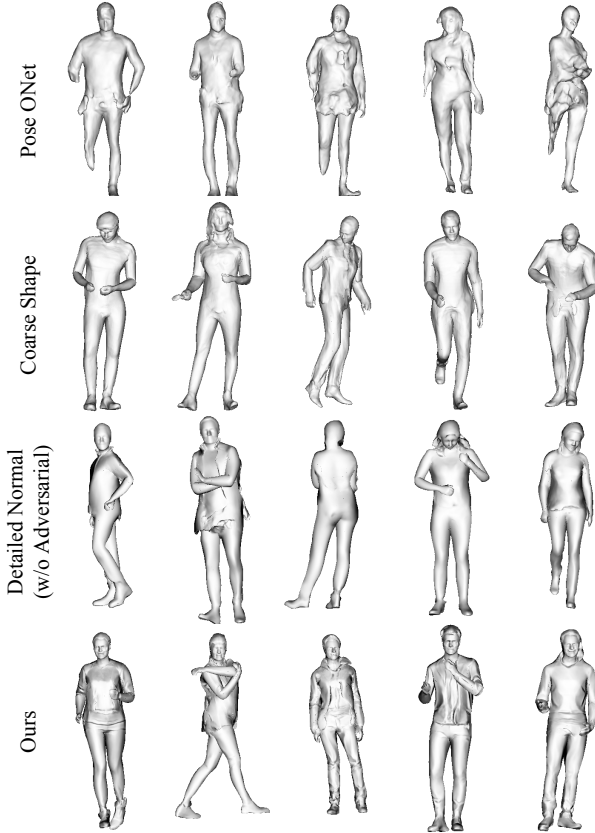 Pose ONet
Coarse Shape
Detailed Normal
(w/o Adversarial)
Ours